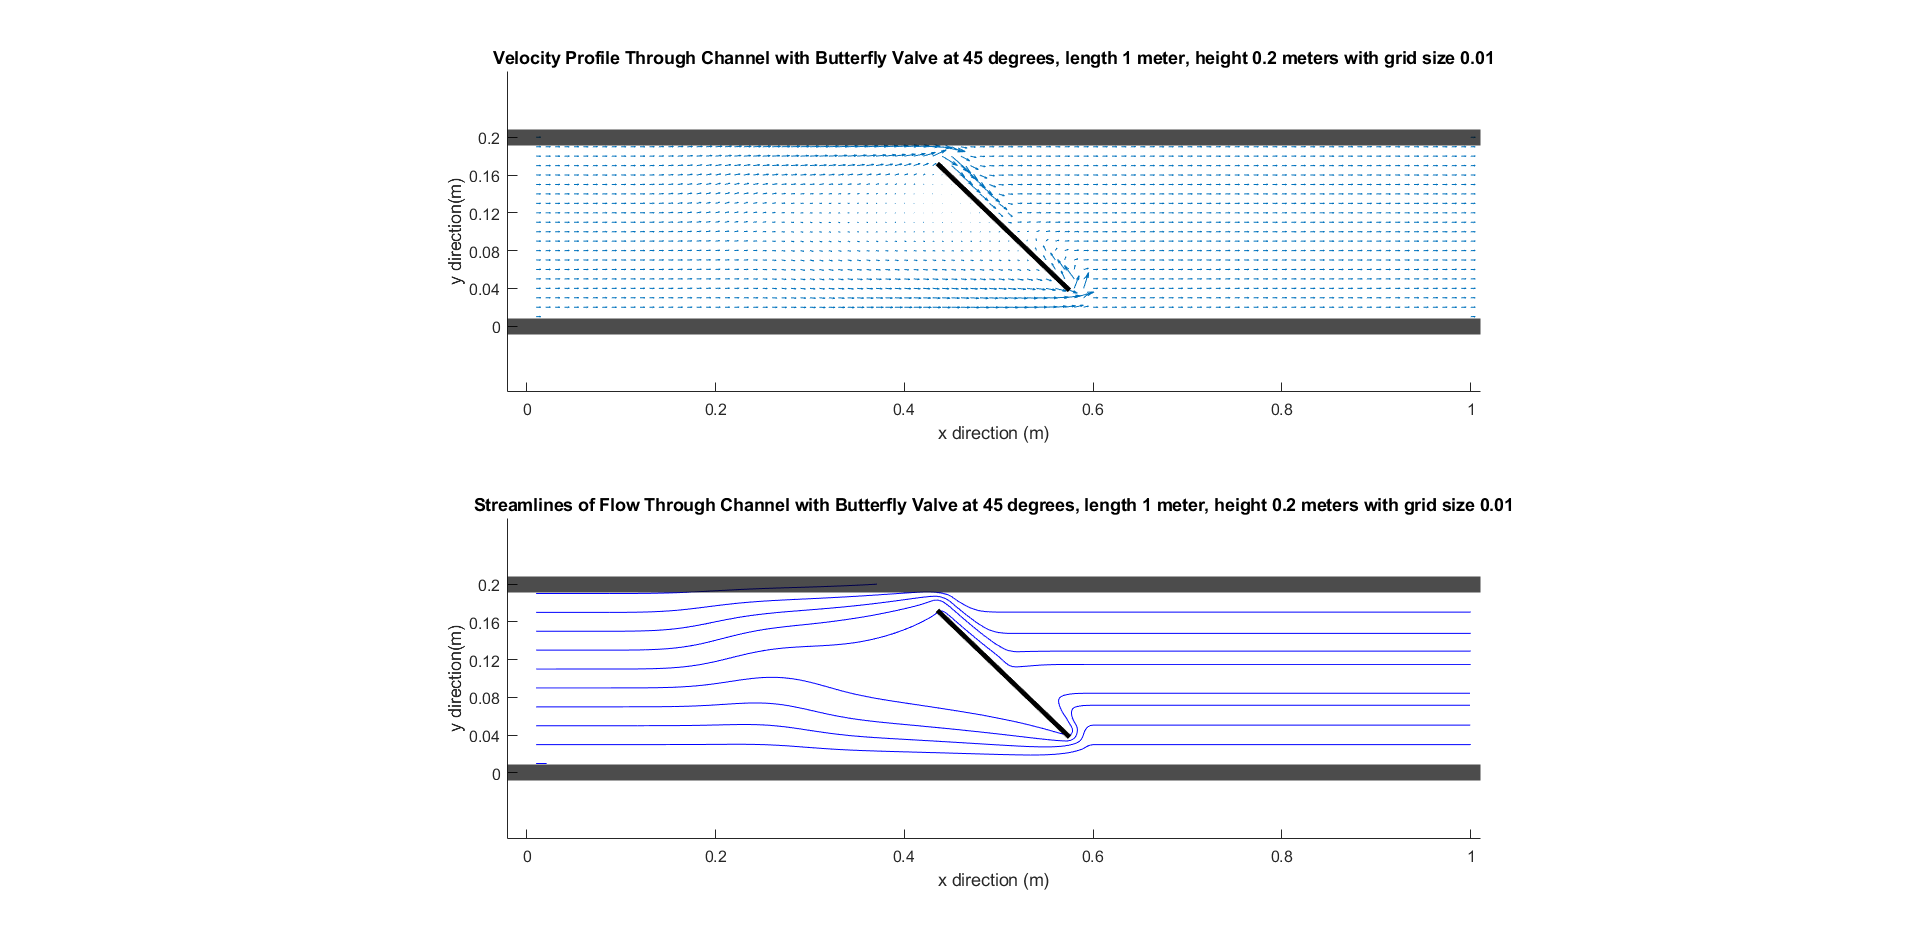 Velocity Profile Through Channel with Butterfly Valve at 45 degrees, length 1 meter, height 0.2 meters with grid size 0.01
y direction(m)
0.2
0.16
0.12
0.08
0.04
0
0 0.2 0.4 0.6 0.8 1
x direction (m)
Streamlines of Flow Through Channel with Butterfly Valve at 45 degrees, length 1 meter, height 0.2 meters with grid size 0.01
y direction(m)
0.2
0.16
0.12
0.08
0.04
0
0 0.2 0.4 0.6 0.8 1
x direction (m)